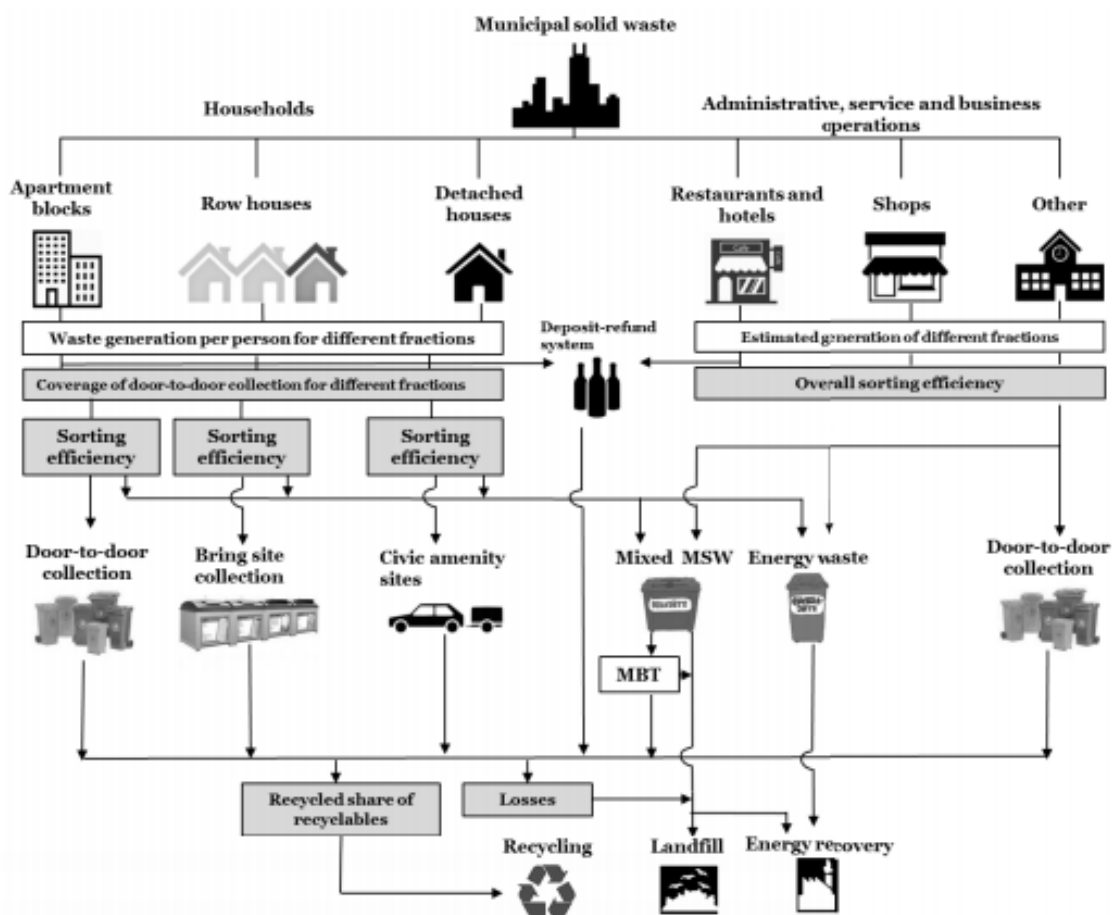 Municipal solid waste
Households
Administrative, service and business
operations
Apartment
blocks
Row houses
Detached
houses
Restaurants and
hotels
Shops
Other
Cafe
Waste generation per person for different fractions
Deposit-refund
system
Estimated generation of different fractions
Coverage of door-to-door collection for different fractions
Overall sorting efficiency
Sorting
efficiency
Sorting
efficiency
Sorting
efficiency
Door-to-door
collection
Bring site
collection
Civic amenity
sites
Mixed MSW
Energy waste
Door-to-door
collection
MBT
Recycled share of
recyclables
Losses
Recycling
Landfill
Energy recovery